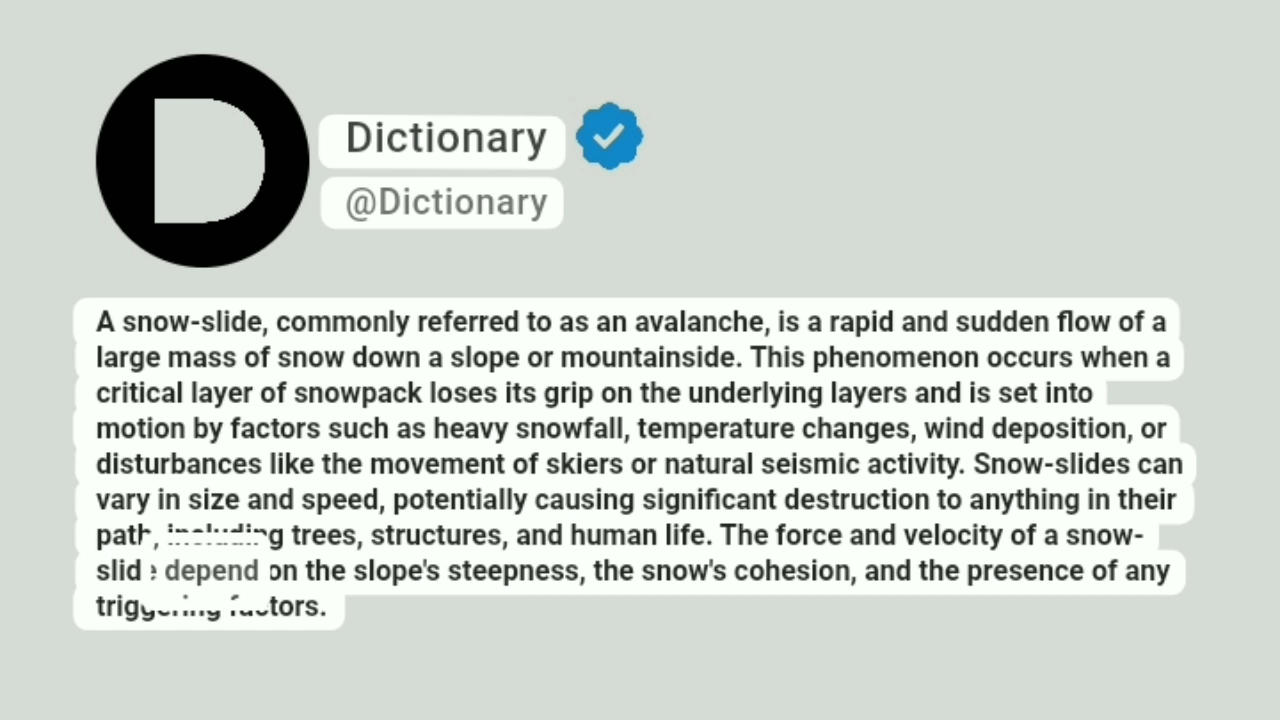 D
Dictionary
@Dictionary
A snow-slide, commonly referred to as an avalanche, is a rapid and sudden flow of a
large mass of snow down a slope or mountainside. This phenomenon occurs when a
critical layer of snowpack loses its grip on the underlying layers and is set into
motion by factors such as heavy snowfall, temperature changes, wind deposition, or
disturbances like the movement of skiers or natural seismic activity. Snow-slides can
vary in size and speed, potentially causing significant destruction to anything in their
path, including trees, structures, and human life. The force and velocity of a snow-
slide depend on the slope's steepness, the snow's cohesion, and the presence of any
triggering factors.